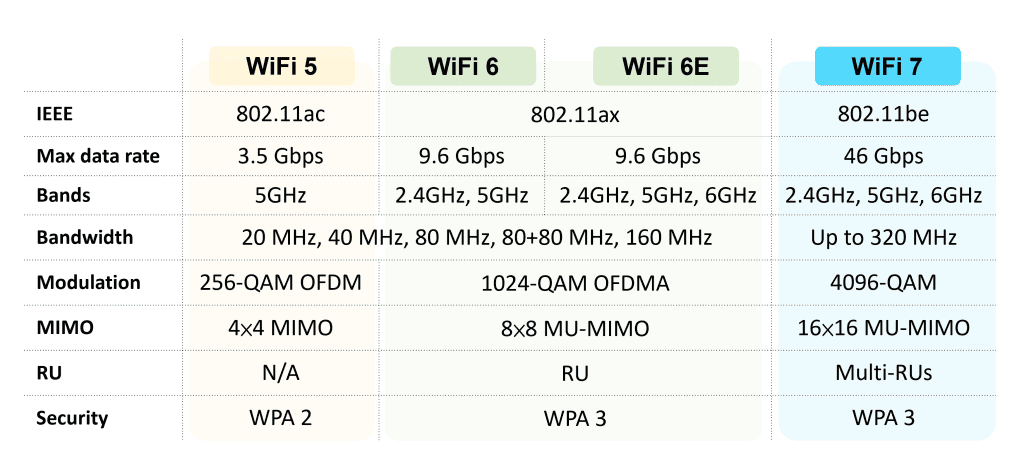 WiFi 5 WiFi 6 WiFi 6E WiFi 7
IEEE 802.11ac 802.11ax 802.11be
Max data rate 3.5 Gbps 9.6 Gbps 9.6 Gbps 46 Gbps
Bands 5GHz 2.4GHz, 5GHz 2.4GHz, 5GHz, 6GHz 2.4GHz, 5GHz, 6GHz
Bandwidth 20 MHz, 40 MHz, 80 MHz, 80+80 MHz, 160 MHz Up to 320 MHz
Modulation 256-QAM OFDM 1024-QAM OFDMA 4096-QAM
MIMO 4×4 MIMO 8×8 MU-MIMO 16×16 MU-MIMO
RU N/A RU Multi-RUs
Security WPA 2 WPA 3 WPA 3